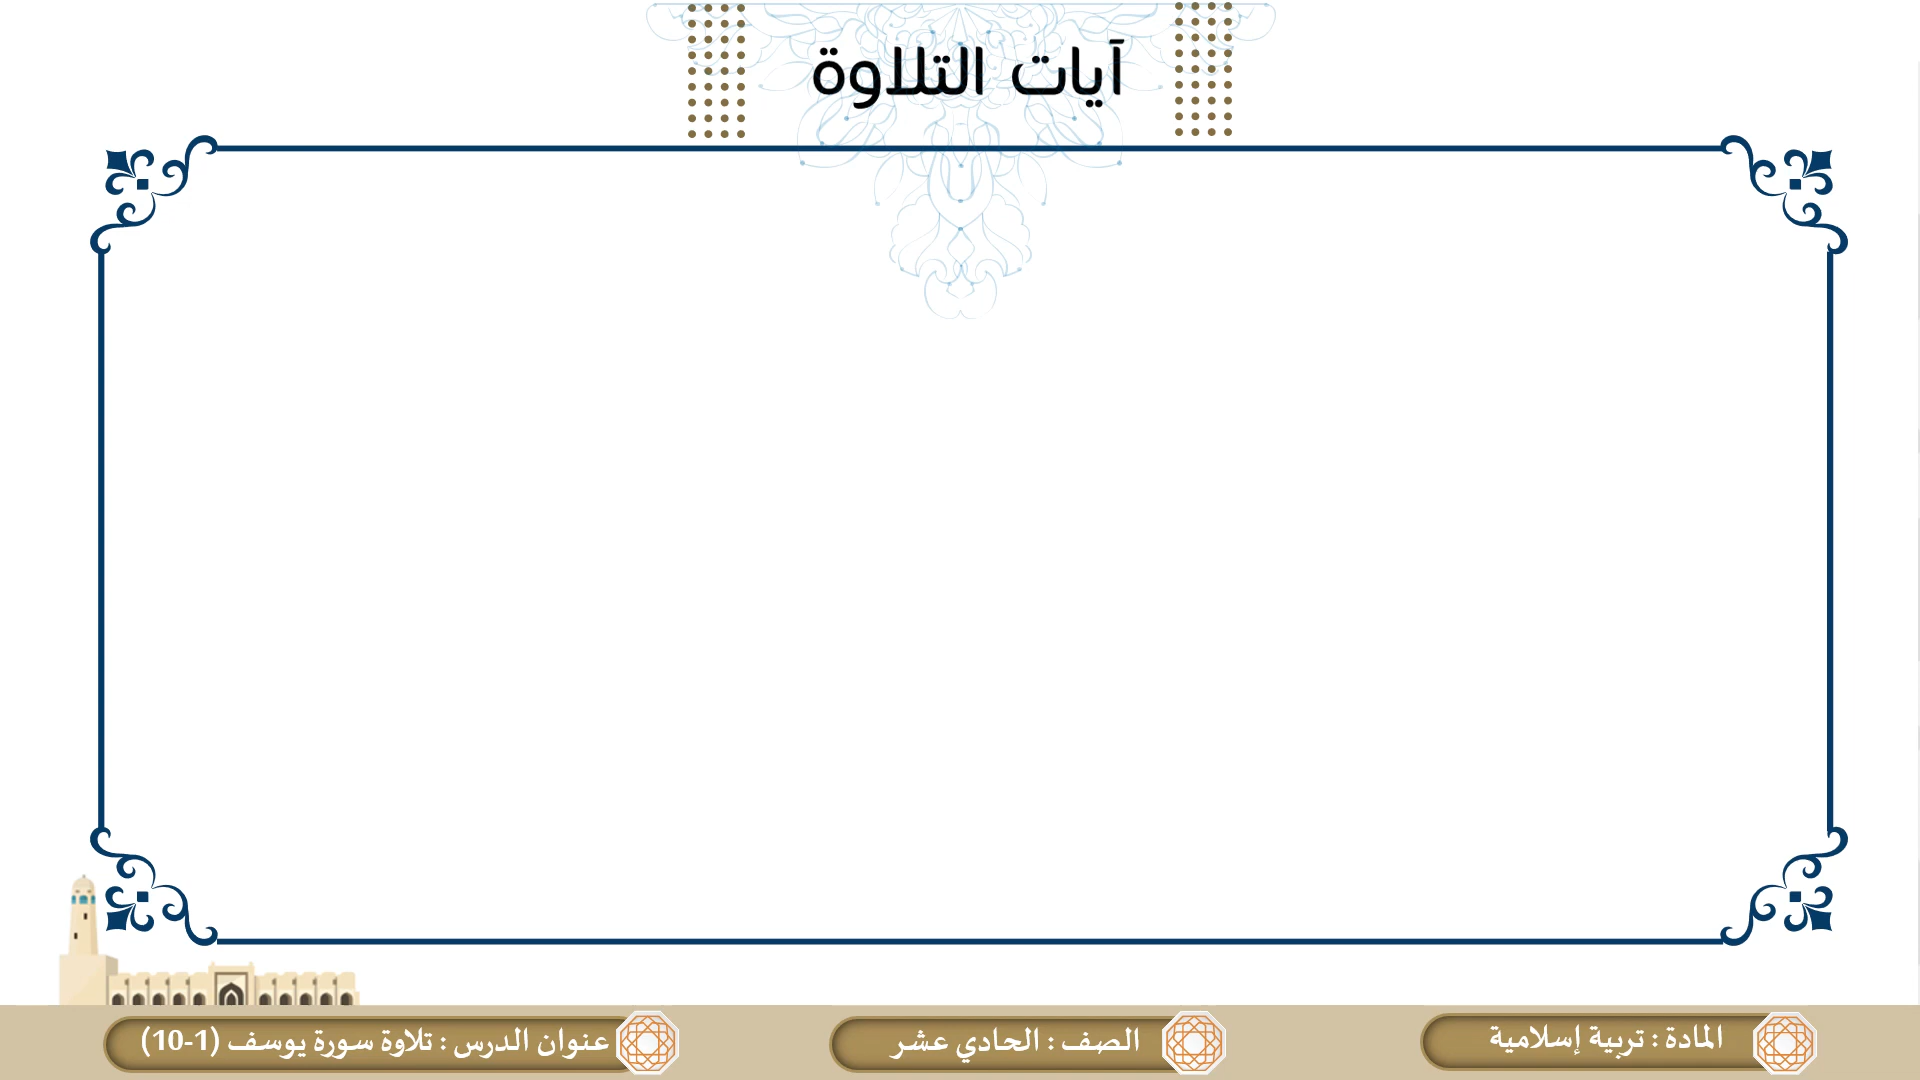 آيات التلاوة
المادة : تربية إسلامية
الصف : الحادي عشر
عنوان الدرس : تلاوة سورة يوسف (1-10)